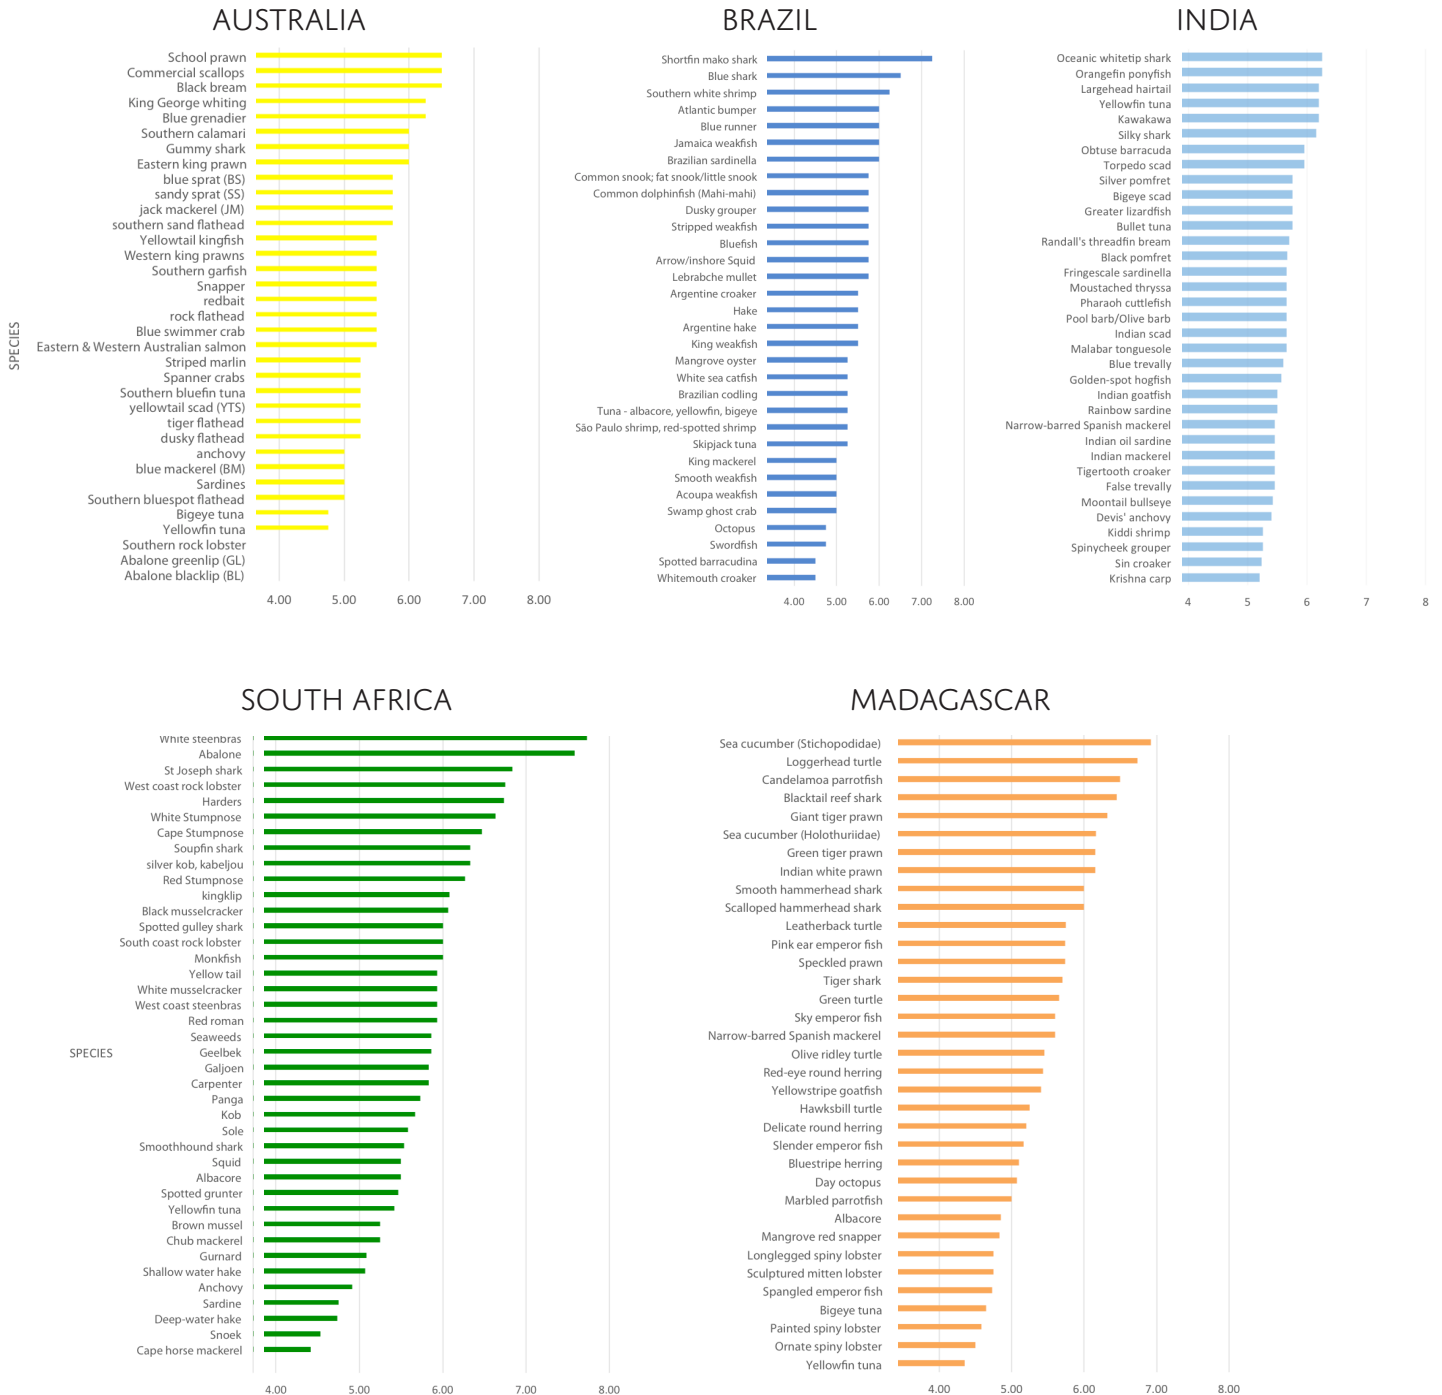 AUSTRALIA
SPECIES
School prawn
Commercial scallops
Black bream
King George whiting
Blue grenadier
Southern calamari
Gummy shark
Eastern king prawn
blue sprat (BS)
sandy sprat (SS)
jack mackerel (JM)
southern sand flathead
Yellowtail kingfish
Western king prawns
Southern garfish
Snapper
redbait
rock flathead
Blue swimmer crab
Eastern & Western Australian salmon
Striped marlin
Spanner crabs
Southern bluefin tuna
yellowtail scad (YTS)
tiger flathead
dusky flathead
anchovy
blue mackerel (BM)
Sardines
Southern bluespot flathead
Bigeye tuna
Yellowfin tuna
Southern rock lobster
Abalone greenlip (GL)
Abalone blacklip (BL)
4.00 5.00 6.00 7.00 8.00
BRAZIL
Shortfin mako shark
Blue shark
Southern white shrimp
Atlantic bumper
Blue runner
Jamaica weakfish
Brazilian sardinella
Common snook; fat snook/little snook
Common dolphinfish (Mahi-mahi)
Dusky grouper
Stripped weakfish
Bluefish
Arrow/inshore Squid
Lebrabche mullet
Argentine croaker
Hake
Argentine hake
King weakfish
Mangrove oyster
White sea catfish
Brazilian codling
Tuna - albacore, yellowfin, bigeye
São Paulo shrimp, red-spotted shrimp
Skipjack tuna
King mackerel
Smooth weakfish
Acoupa weakfish
Swamp ghost crab
Octopus
Swordfish
Spotted barracudina
Whitemouth croaker
4.00 5.00 6.00 7.00 8.00
INDIA
Oceanic whitetip shark
Orangefin ponyfish
Largehead hairtail
Yellowfin tuna
Kawakawa
Silky shark
Obtuse barracuda
Torpedo scad
Silver pomfret
Bigeye scad
Greater lizardfish
Bullet tuna
Randall's threadfin bream
Black pomfret
Fringescale sardinella
Moustached thryssa
Pharaoh cuttlefish
Pool barb/Olive barb
Indian scad
Malabar tonguesole
Blue trevally
Golden-spot hogfish
Indian goatfish
Rainbow sardine
Narrow-barred Spanish mackerel
Indian oil sardine
Indian mackerel
Tigertooth croaker
False trevally
Moontail bullseye
Devis' anchovy
Kiddi shrimp
Spinycheek grouper
Sin croaker
Krishna carp
4 5 6 7 8
SOUTH AFRICA
SPECIES
White steenbras
Abalone
St Joseph shark
West coast rock lobster
Harders
White Stumpnose
Cape Stumpnose
Soupfin shark
silver kob, kabeljou
Red Stumpnose
kingklip
Black musselcracker
Spotted gulley shark
South coast rock lobster
Monkfish
Yellow tail
White musselcracker
West coast steenbras
Red roman
Seaweeds
Geelbek
Galjoen
Carpenter
Panga
Kob
Sole
Smoothhound shark
Squid
Albacore
Spotted grunter
Yellowfin tuna
Brown mussel
Chub mackerel
Gurnard
Shallow water hake
Anchovy
Sardine
Deep-water hake
Snoek
Cape horse mackerel
4.00 5.00 6.00 7.00 8.00
MADAGASCAR
Sea cucumber (Stichopodidae)
Loggerhead turtle
Candelamoa parrotfish
Blacktail reef shark
Giant tiger prawn
Sea cucumber (Holothuriidae)
Green tiger prawn
Indian white prawn
Smooth hammerhead shark
Scalloped hammerhead shark
Leatherback turtle
Pink ear emperor fish
Speckled prawn
Tiger shark
Green turtle
Sky emperor fish
Narrow-barred Spanish mackerel
Olive ridley turtle
Red-eye round herring
Yellowstripe goatfish
Hawksbill turtle
Delicate round herring
Slender emperor fish
Bluestripe herring
Day octopus
Marbled parrotfish
Albacore
Mangrove red snapper
Longlegged spiny lobster
Sculptured mitten lobster
Spangled emperor fish
Bigeye tuna
Painted spiny lobster
Ornate spiny lobster
Yellowfin tuna
4.00 5.00 6.00 7.00 8.00